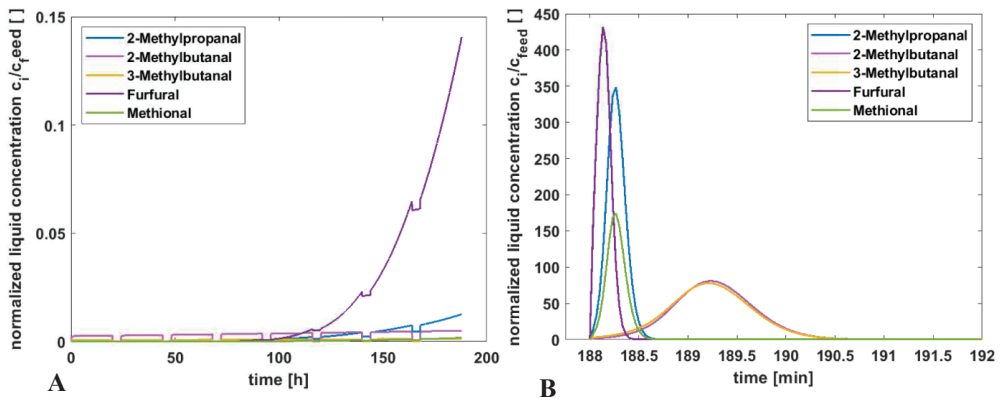 normalized liquid concentration c_i/c_feed [ ]
0.15
0.1
0.05
0
2-Methylpropanal
2-Methylbutanal
3-Methylbutanal
Furfural
Methional
0 50 100 150 200
time [h]
A
normalized liquid concentration c_i/c_feed [ ]
450
400
350
300
250
200
150
100
50
0
2-Methylpropanal
2-Methylbutanal
3-Methylbutanal
Furfural
Methional
188 188.5 189 189.5 190 190.5 191 191.5 192
time [min]
B